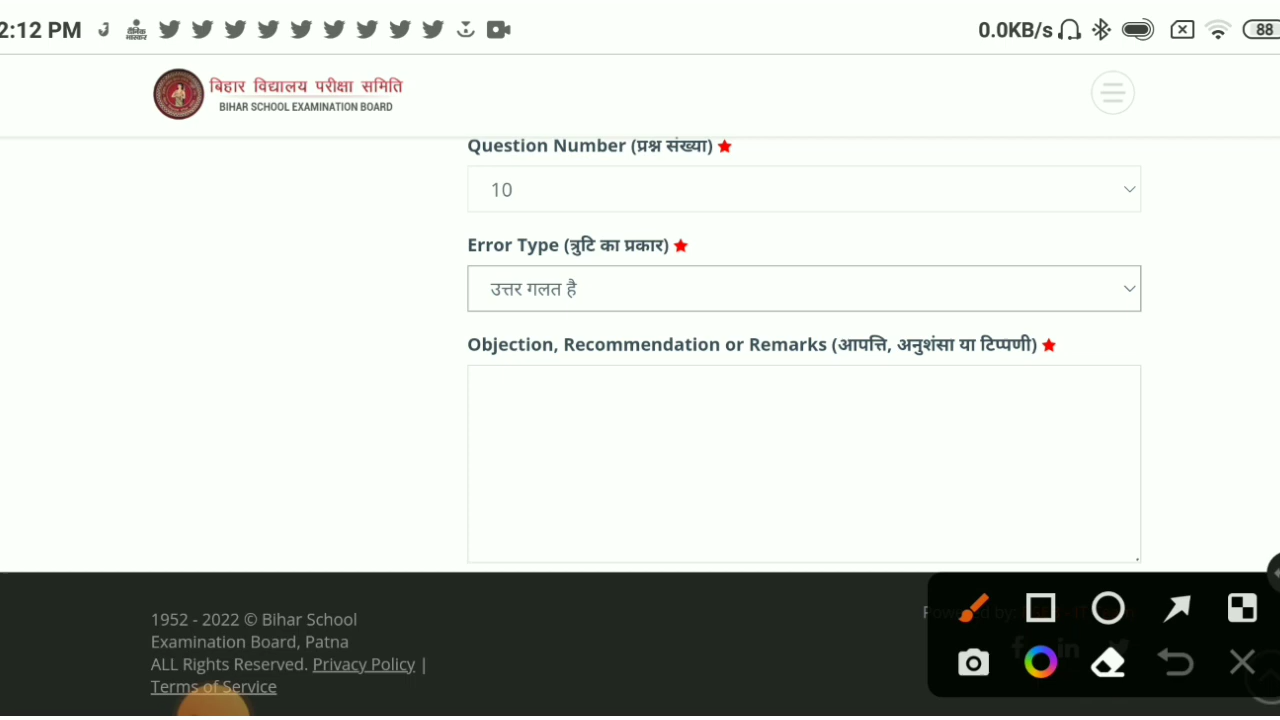 2:12 PM
दैनिक
भास्कर
0.0KB/s
88
बिहार विद्यालय परीक्षा समिति
BIHAR SCHOOL EXAMINATION BOARD
Question Number (प्रश्न संख्या) ★
10
Error Type (त्रुटि का प्रकार) ★
उत्तर गलत है
Objection, Recommendation or Remarks (आपत्ति, अनुशंसा या टिप्पणी) ★
1952 - 2022 © Bihar School
Examination Board, Patna
ALL Rights Reserved. Privacy Policy |
Terms of Service